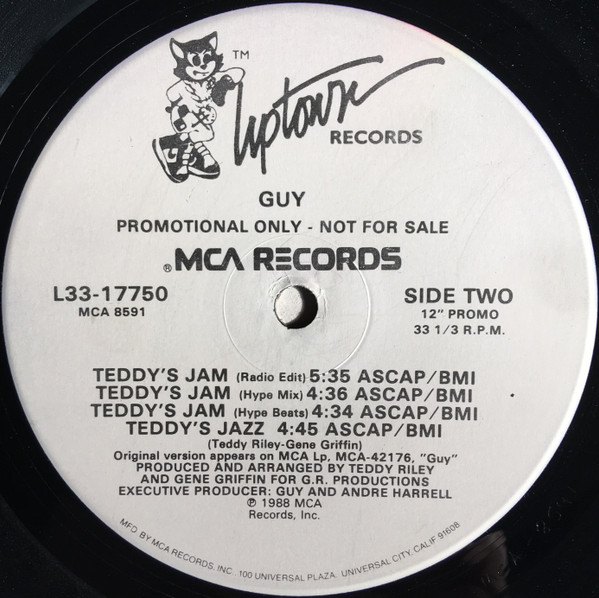 TM
Uptown
RECORDS
GUY
PROMOTIONAL ONLY - NOT FOR SALE
®MCA RECORDS
L33-17750
MCA 8591
SIDE TWO
12" PROMO
33 1/3 R.P.M.
TEDDY'S JAM (Radio Edit) 5:35 ASCAP/BMI
TEDDY'S JAM (Hype Mix) 4:36 ASCAP/BMI
TEDDY'S JAM (Hype Beats) 4:34 ASCAP/BMI
TEDDY'S JAZZ 4:45 ASCAP/BMI
(Teddy Riley-Gene Griffin)
Original version appears on MCA Lp, MCA-42176, "Guy"
PRODUCED AND ARRANGED BY TEDDY RILEY
AND GENE GRIFFIN FOR G.R. PRODUCTIONS
EXECUTIVE PRODUCER: GUY AND ANDRE HARRELL
℗ 1988 MCA
Records, Inc.
MFD. BY MCA RECORDS, INC. 100 UNIVERSAL PLAZA, UNIVERSAL CITY, CALIF. 91608